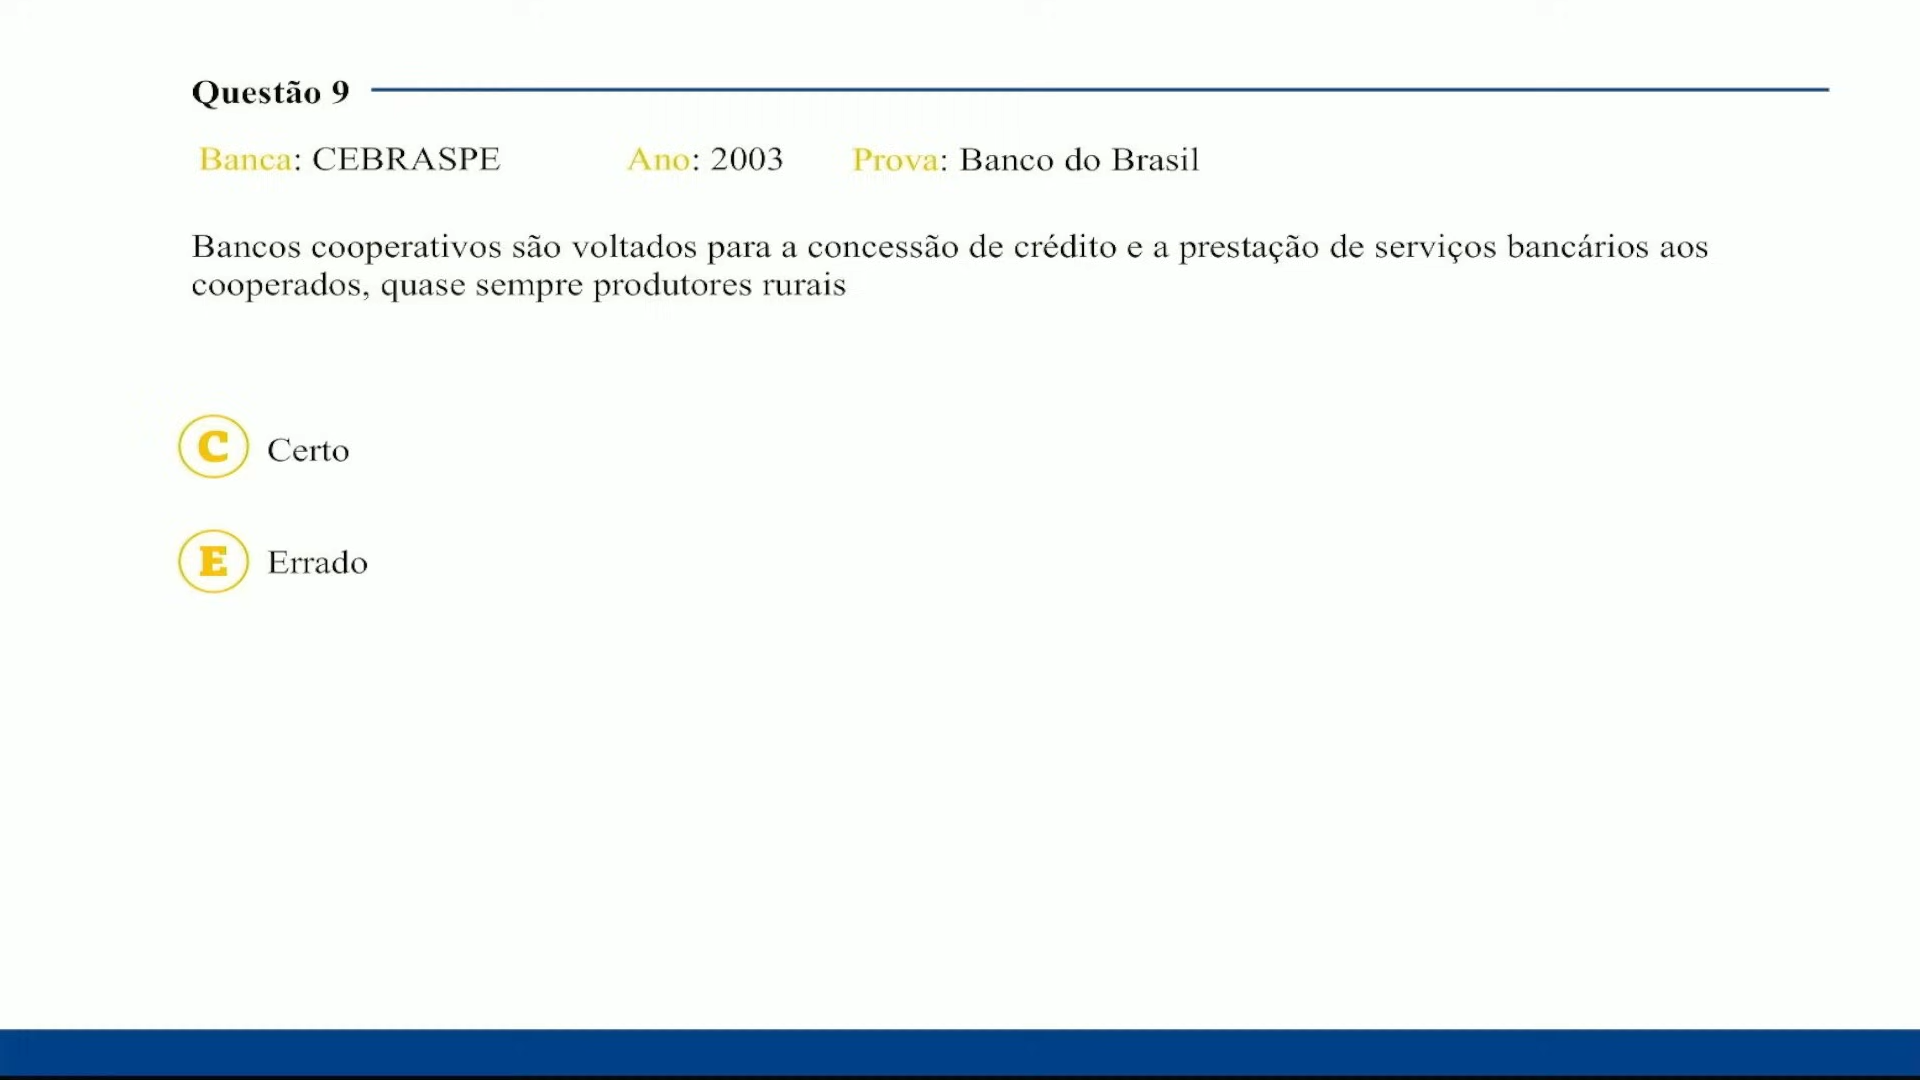 Questão 9
Banca: CEBRASPE Ano: 2003 Prova: Banco do Brasil
Bancos cooperativos são voltados para a concessão de crédito e a prestação de serviços bancários aos
cooperados, quase sempre produtores rurais
C Certo
E Errado